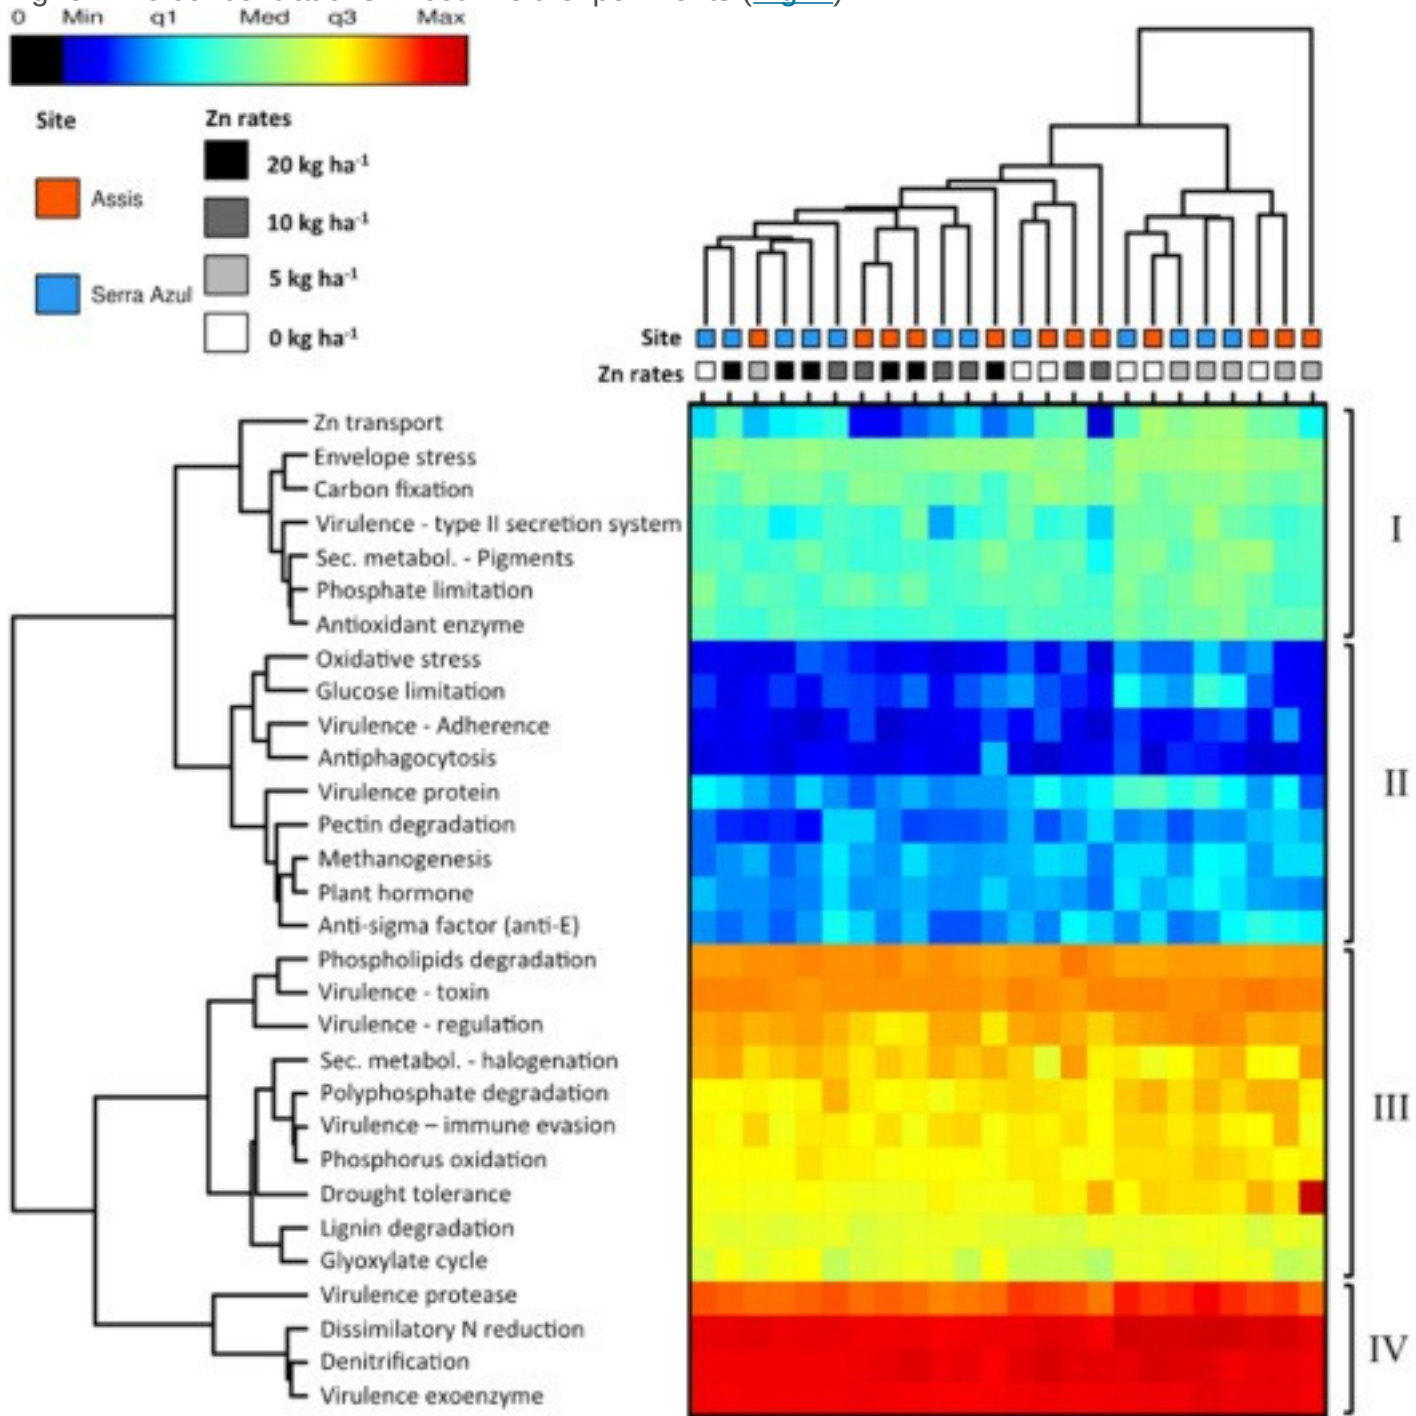 0 Min q1 Med q3 Max
Site
Zn rates
20 kg ha-1
Assis
10 kg ha-1
5 kg ha-1
Serra Azul
0 kg ha-1
Site
Zn rates
Zn transport
Envelope stress
Carbon fixation
Virulence - type II secretion system
Sec. metabol. - Pigments
Phosphate limitation
Antioxidant enzyme
I
Oxidative stress
Glucose limitation
Virulence - Adherence
Antiphagocytosis
Virulence protein
Pectin degradation
Methanogenesis
Plant hormone
Anti-sigma factor (anti-E)
II
Phospholipids degradation
Virulence - toxin
Virulence - regulation
Sec. metabol. - halogenation
Polyphosphate degradation
Virulence – immune evasion
Phosphorus oxidation
Drought tolerance
Lignin degradation
Glyoxylate cycle
III
Virulence protease
Dissimilatory N reduction
Denitrification
Virulence exoenzyme
IV